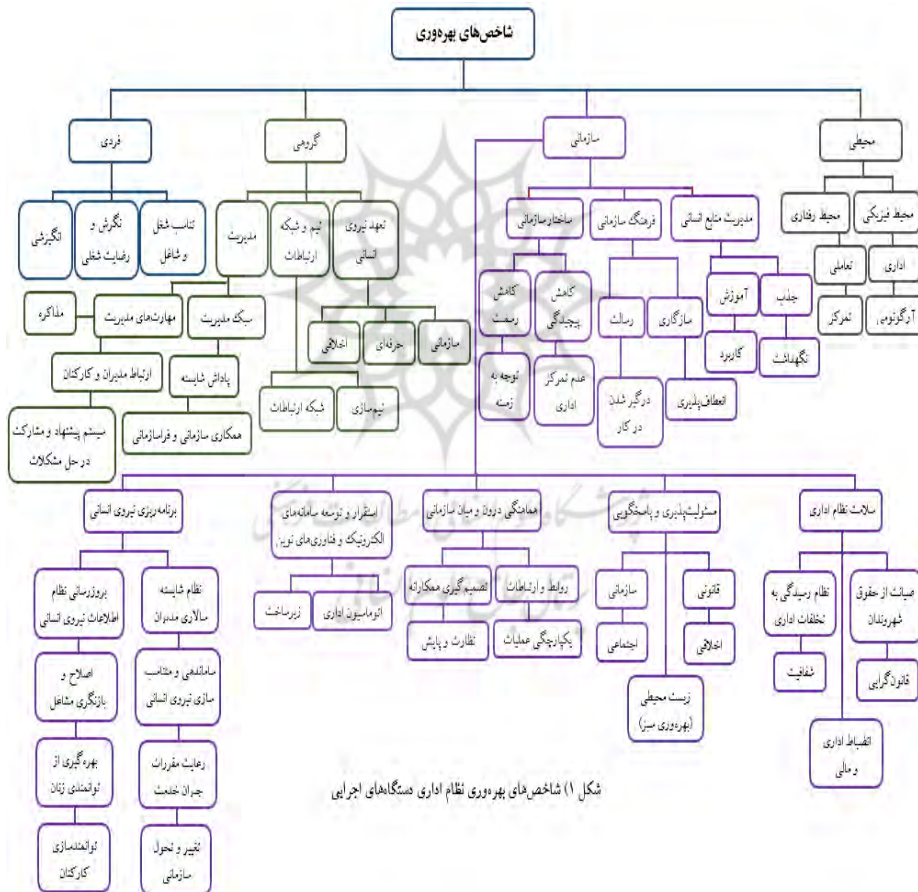 شاخص‌های بهره‌وری
محیطی
سازمانی
گروهی
فردی
محیط فیزیکی
محیط رفتاری
اداری
تعاملی
آرگونومی
تمرکز
مدیریت منابع انسانی
فرهنگ سازمانی
ساختارسازمانی
جذب
آموزش
نگهداشت
کاربرد
سازگاری
رسالت
انعطاف‌پذیری
درگیر شدن
در کار
کاهش
پیچیدگی
کاهش
رسمیت
عدم تمرکز
اداری
توجه به
زمینه
تعهد نیروی
انسانی
تیم و شبکه
ارتباطات
مدیریت
سازمانی
حرفه‌ای
اخلاقی
تیم‌سازی
شبکه ارتباطات
سبک مدیریت
مهارت‌های مدیریت
مذاکره
پاداش شایسته
ارتباط مدیران و کارکنان
همکاری سازمانی و فراسازمانی
سیستم پیشنهاد و مشارکت
در حل مشکلات
تناسب شغل
و شاغل
نگرش و
رضایت شغلی
انگیزشی
سلامت نظام اداری
مسئولیت‌پذیری و پاسخگویی
هماهنگی درون و میان سازمانی
استقرار و توسعه سامانه‌های
الکترونیک و فناوری‌های نوین
برنامه‌ریزی نیروی انسانی
صیانت از حقوق
شهروندان
نظام رسیدگی به
تخلفات اداری
قانون‌گرایی
شفافیت
انضباط اداری
و مالی
قانونی
سازمانی
اخلاقی
اجتماعی
زیست محیطی
(بهره‌وری سبز)
روابط و ارتباطات
تصمیم گیری همکارانه
یکپارچگی عملیات
نظارت و پایش
اتوماسیون اداری
زیرساخت
نظام شایسته
سالاری مدیران
بروزرسانی نظام
اطلاعات نیروی انسانی
ساماندهی و متناسب
سازی نیروی انسانی
اصلاح و
بازنگری مشاغل
رعایت مقررات
جبران خدمت
بهره‌گیری از
توانمندی زنان
تغییر و تحول
سازمانی
توانمندسازی
کارکنان
شکل ۱) شاخص‌های بهره‌وری نظام اداری دستگاه‌های اجرایی